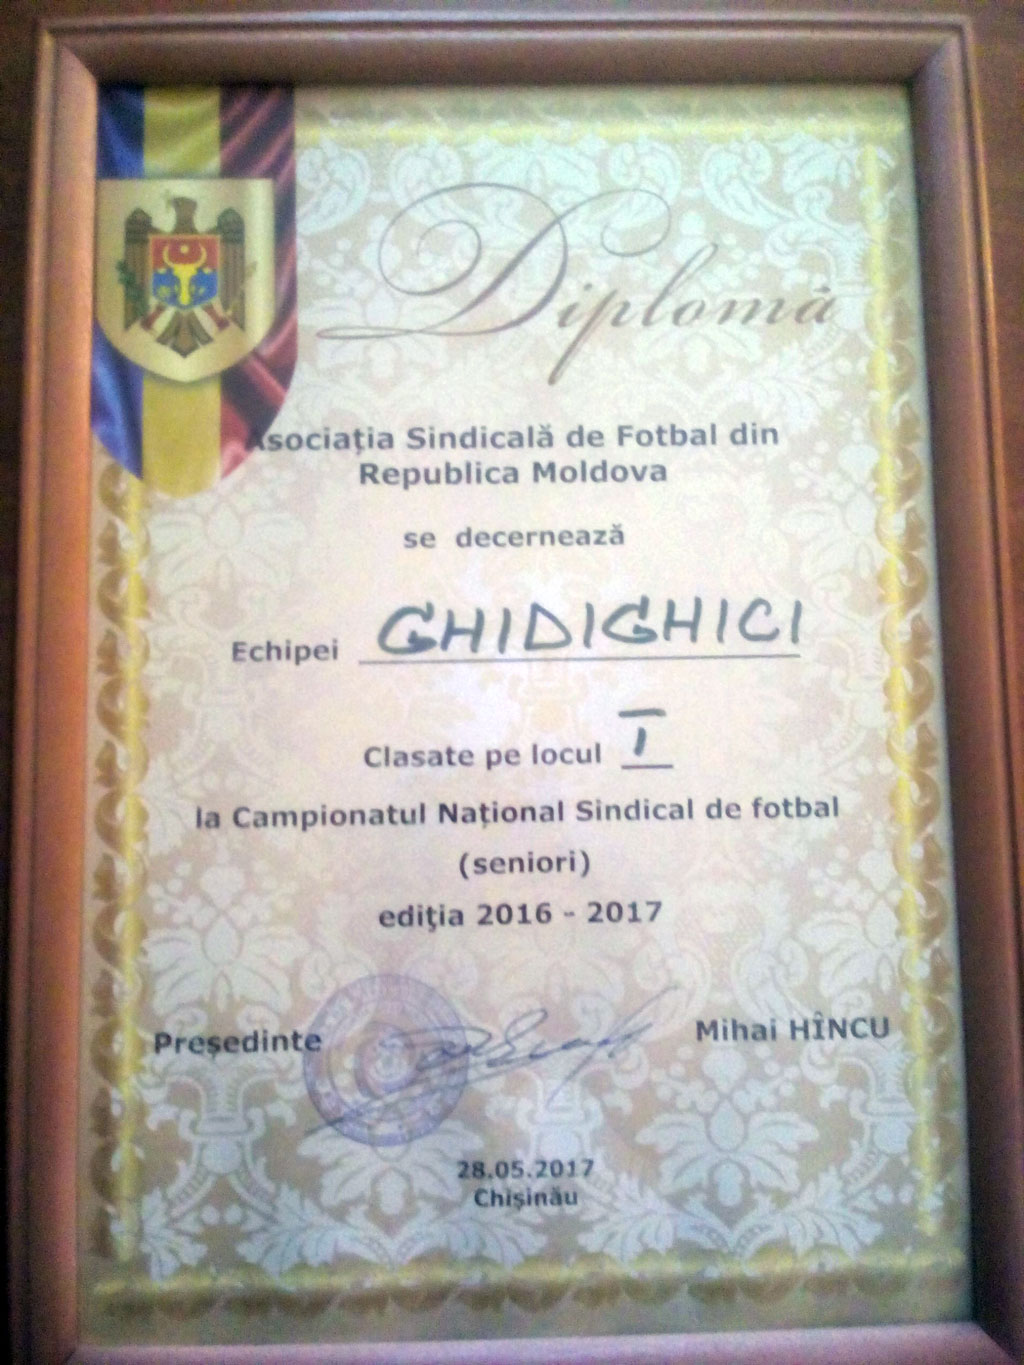 Diplomă
Asociația Sindicală de Fotbal din
Republica Moldova
se decernează
Echipei GHIDIGHICI
Clasate pe locul I
la Campionatul Național Sindical de fotbal
(seniori)
ediţia 2016 - 2017
Președinte Mihai HÎNCU
28.05.2017
Chișinău